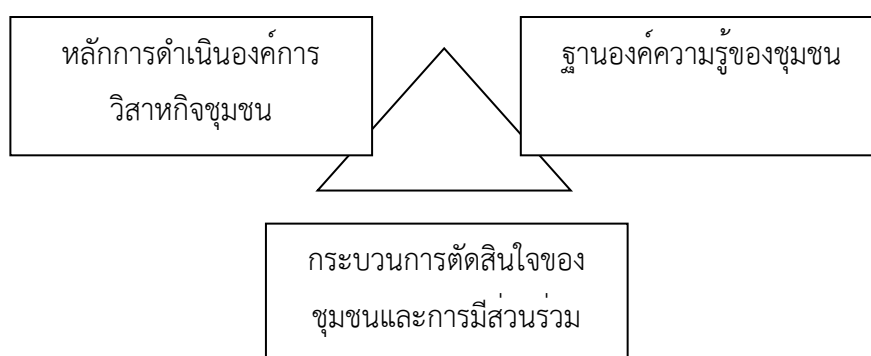 หลักการดำเนินองค์การ
วิสาหกิจชุมชน
ฐานองค์ความรู้ของชุมชน
กระบวนการตัดสินใจของ
ชุมชนและการมีส่วนร่วม